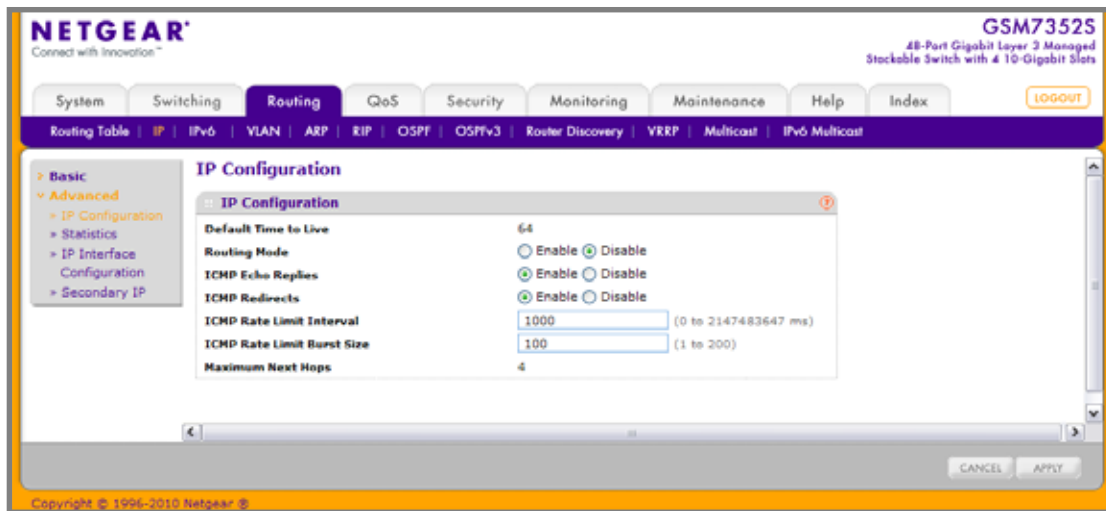 NETGEAR®
Connect with Innovation™
GSM7352S
48-Port Gigabit Layer 3 Managed
Stackable Switch with 4 10-Gigabit Slots
System Switching Routing QoS Security Monitoring Maintenance Help Index LOGOUT
Routing Table | IP | IPv6 | VLAN | ARP | RIP | OSPF | OSPFv3 | Router Discovery | VRRP | Multicast | IPv6 Multicast
Basic
Advanced
IP Configuration
Statistics
IP Interface
Configuration
Secondary IP
IP Configuration
IP Configuration ?
Default Time to Live 64
Routing Mode Enable Disable
ICMP Echo Replies Enable Disable
ICMP Redirects Enable Disable
ICMP Rate Limit Interval 1000 (0 to 2147483647 ms)
ICMP Rate Limit Burst Size 100 (1 to 200)
Maximum Next Hops 4
CANCEL APPLY
Copyright © 1996-2010 Netgear ®